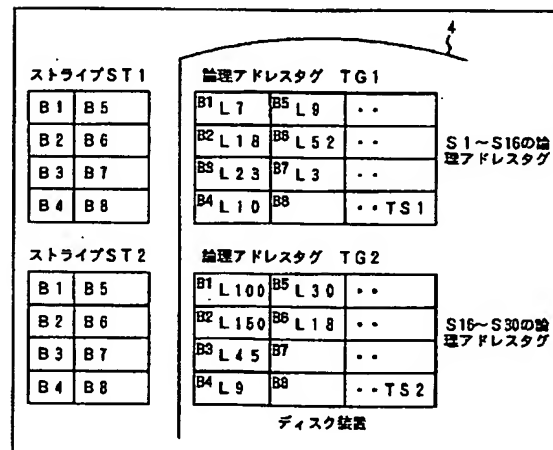 4
ストライプST1
B1 B5
B2 B6
B3 B7
B4 B8
論理アドレスタグ TG1
B1 L7 B5 L9 ・・
B2 L18 B6 L52 ・・
B3 L23 B7 L3 ・・
B4 L10 B8 ・・TS1
S1~S16の論
理アドレスタグ
ストライプST2
B1 B5
B2 B6
B3 B7
B4 B8
論理アドレスタグ TG2
B1 L100 B5 L30 ・・
B2 L150 B6 L18 ・・
B3 L45 B7 ・・
B4 L9 B8 ・・TS2
S16~S30の論
理アドレスタグ
ディスク装置